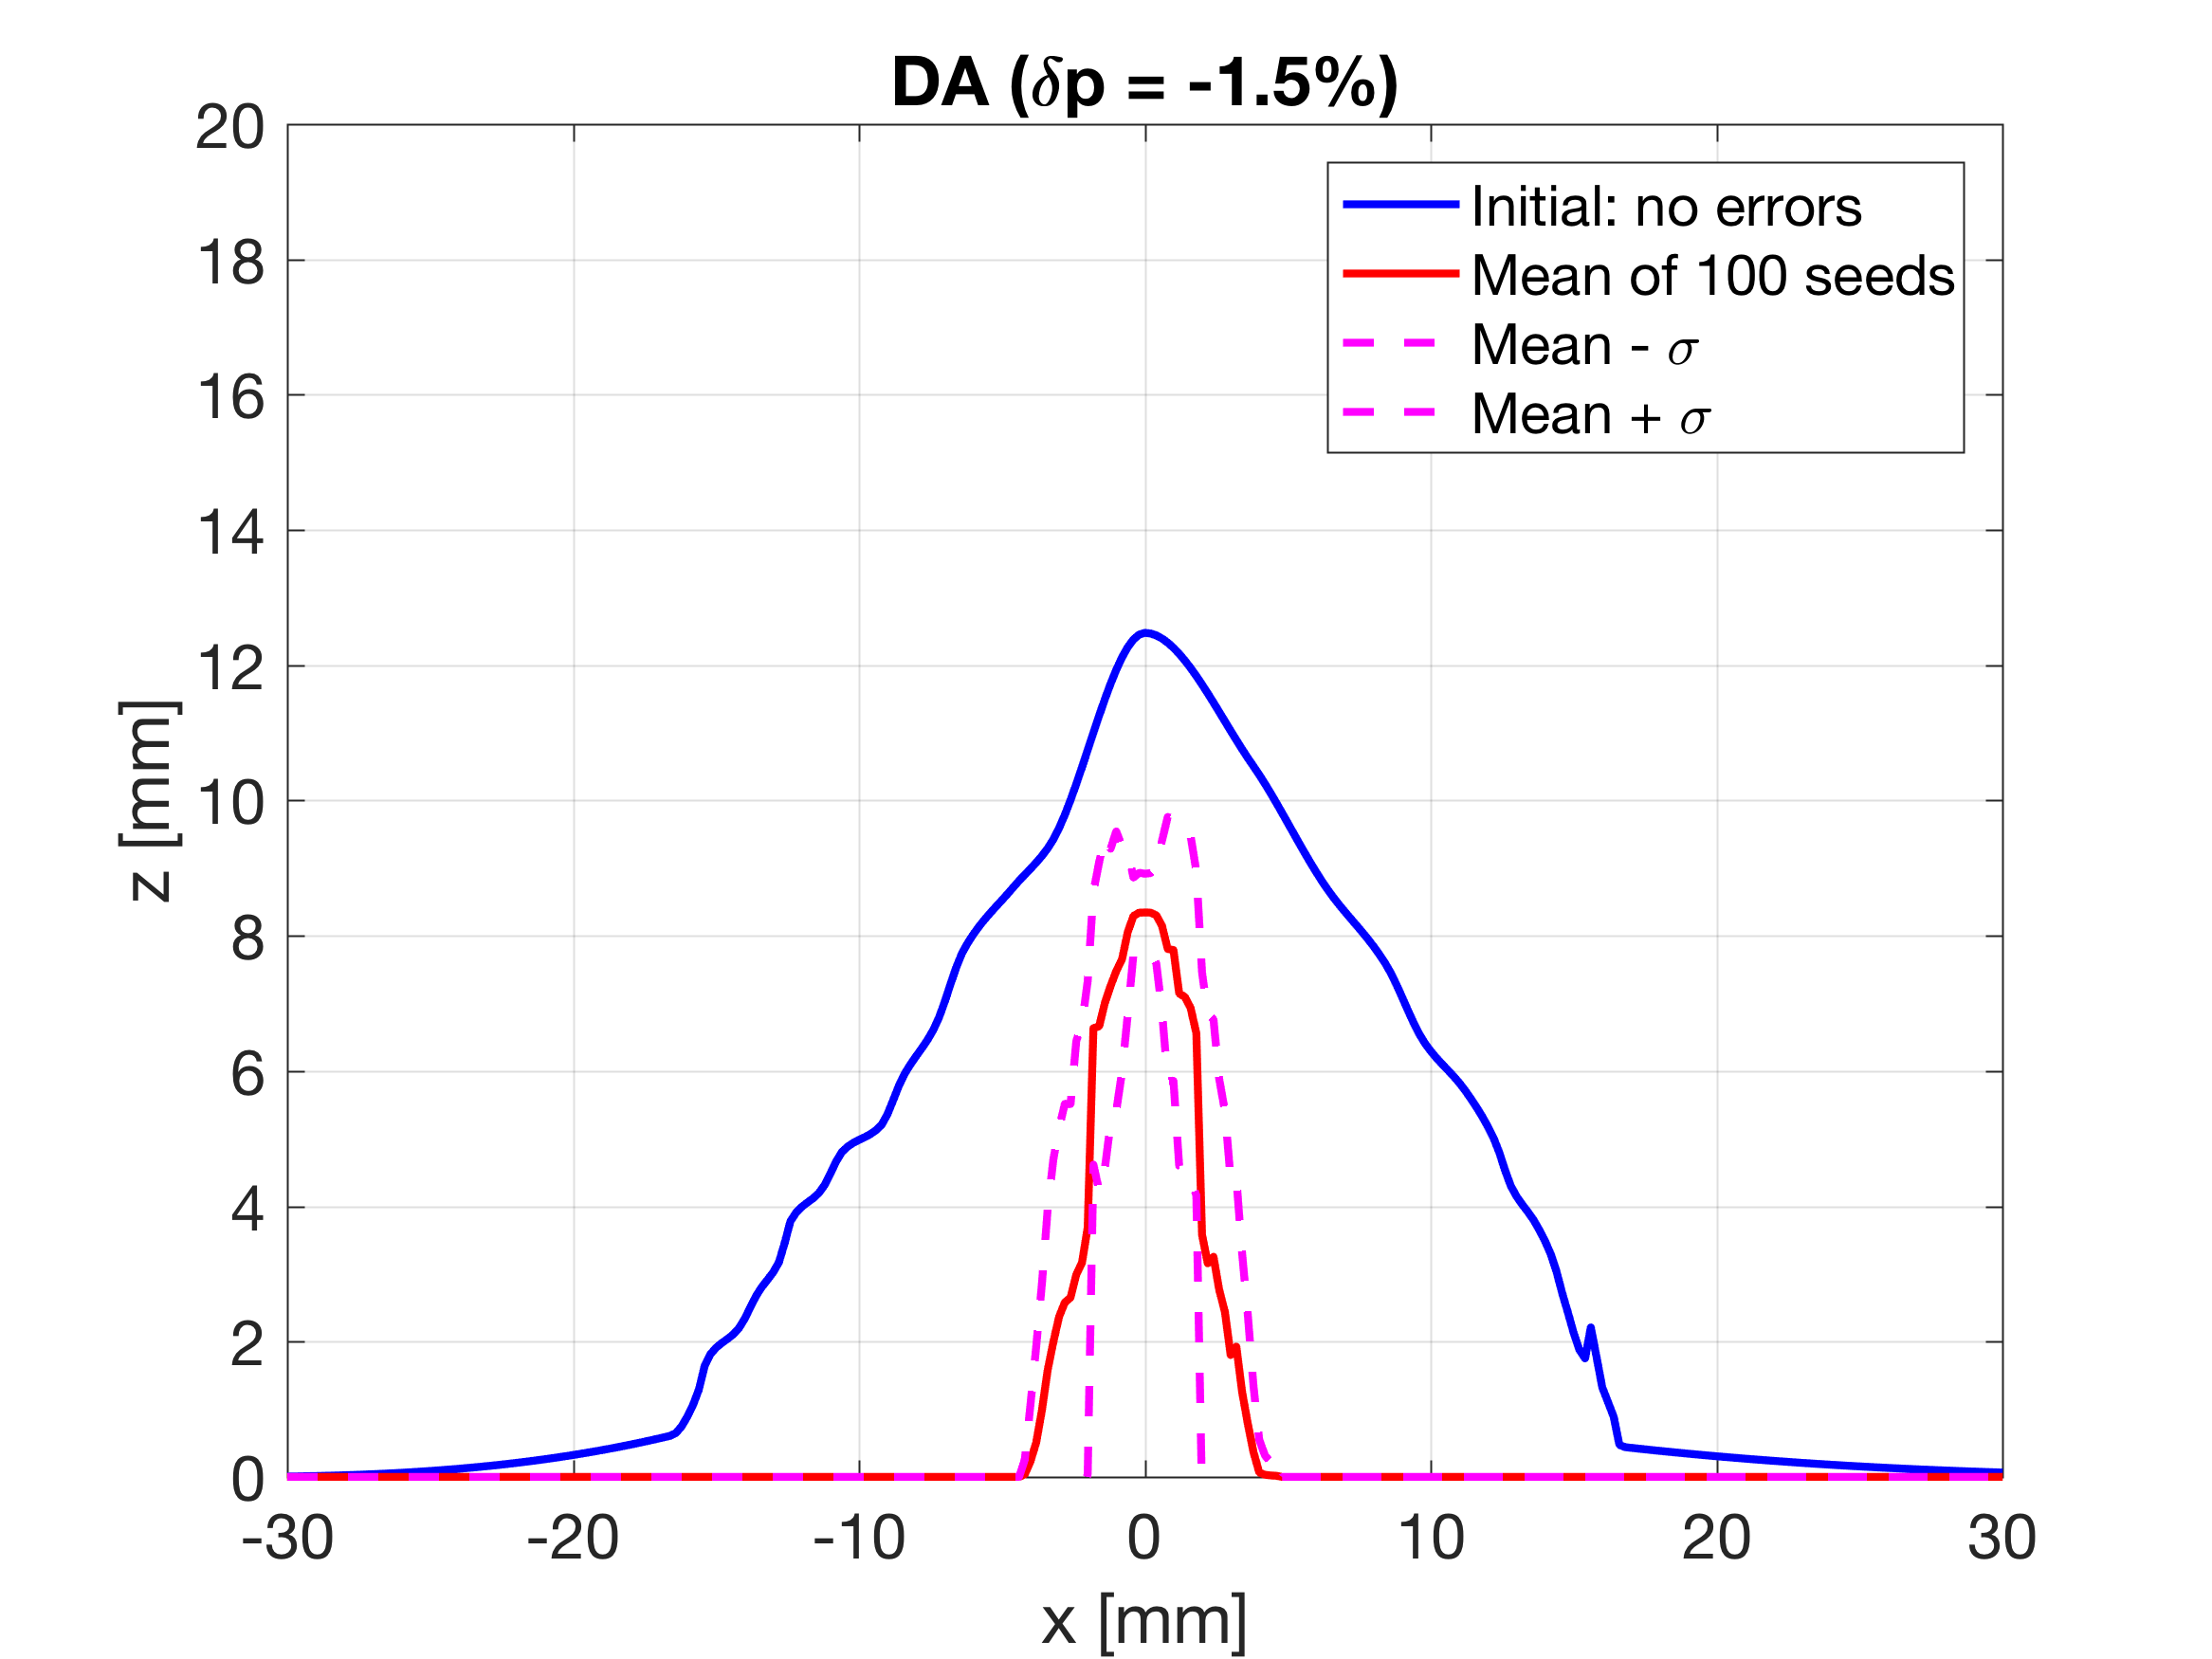 DA (δp = -1.5%)
20
18
16
14
12
10
8
6
4
2
0
z [mm]
Initial: no errors
Mean of 100 seeds
Mean - σ
Mean + σ
-30 -20 -10 0 10 20 30
x [mm]